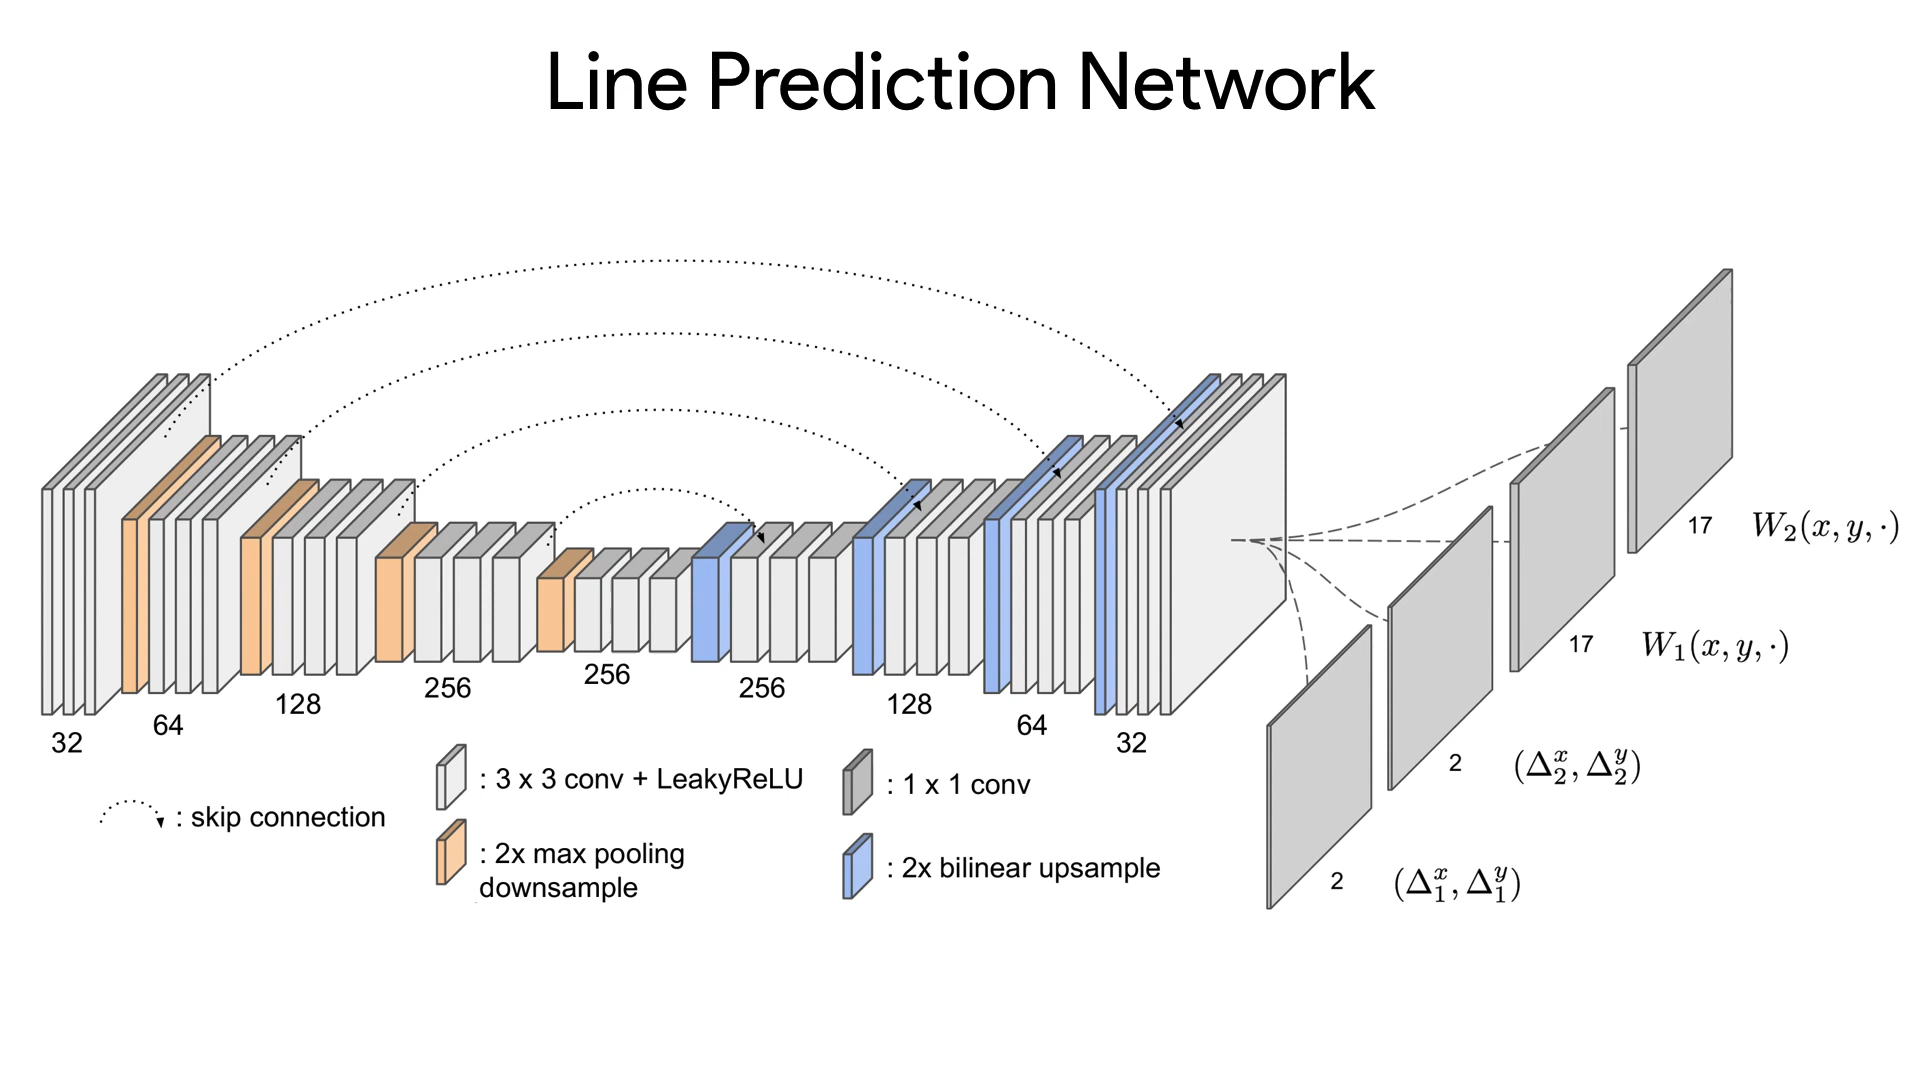 Line Prediction Network
32
64
128
256
256
256
128
64
32
17
W₂(x, y, ·)
17
W₁(x, y, ·)
2
(Δ₂ˣ, Δ₂ʸ)
2
(Δ₁ˣ, Δ₁ʸ)
: skip connection
: 3 x 3 conv + LeakyReLU
: 2x max pooling
downsample
: 1 x 1 conv
: 2x bilinear upsample